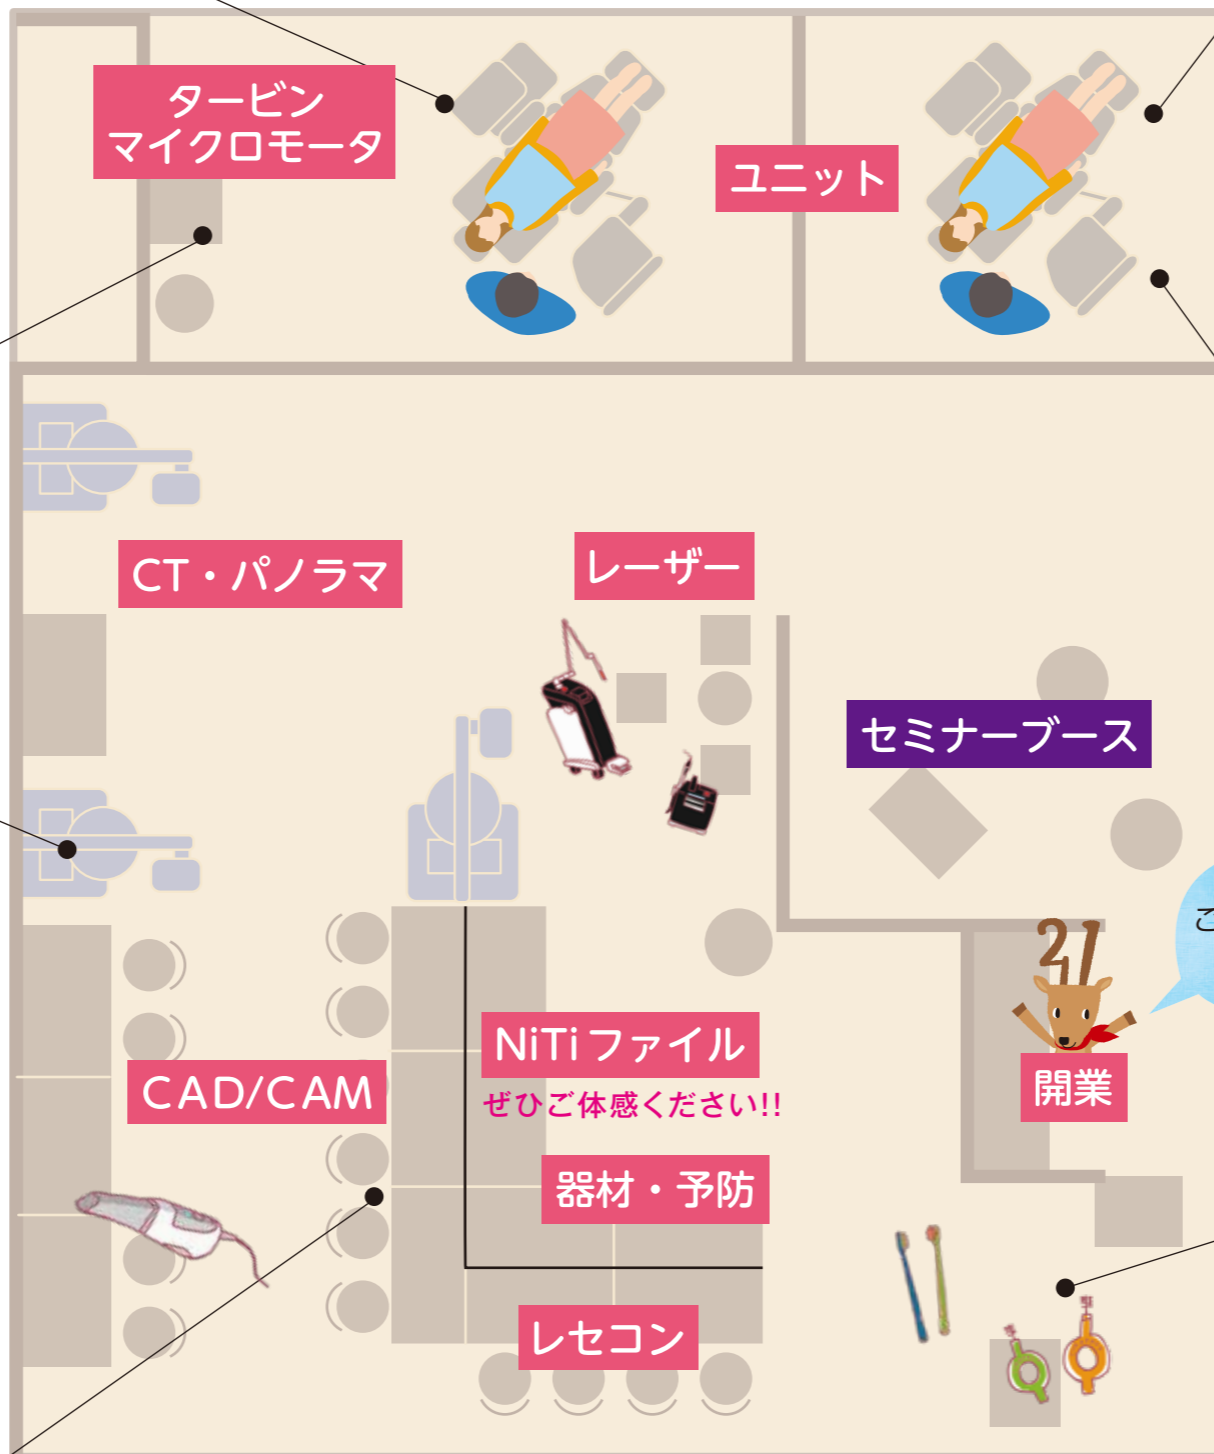 タービン
マイクロモータ
ユニット
CT・パノラマ
レーザー
セミナーブース
こ
21
NiTiファイル
ぜひご体感ください!!
CAD/CAM
開業
器材・予防
レセコン